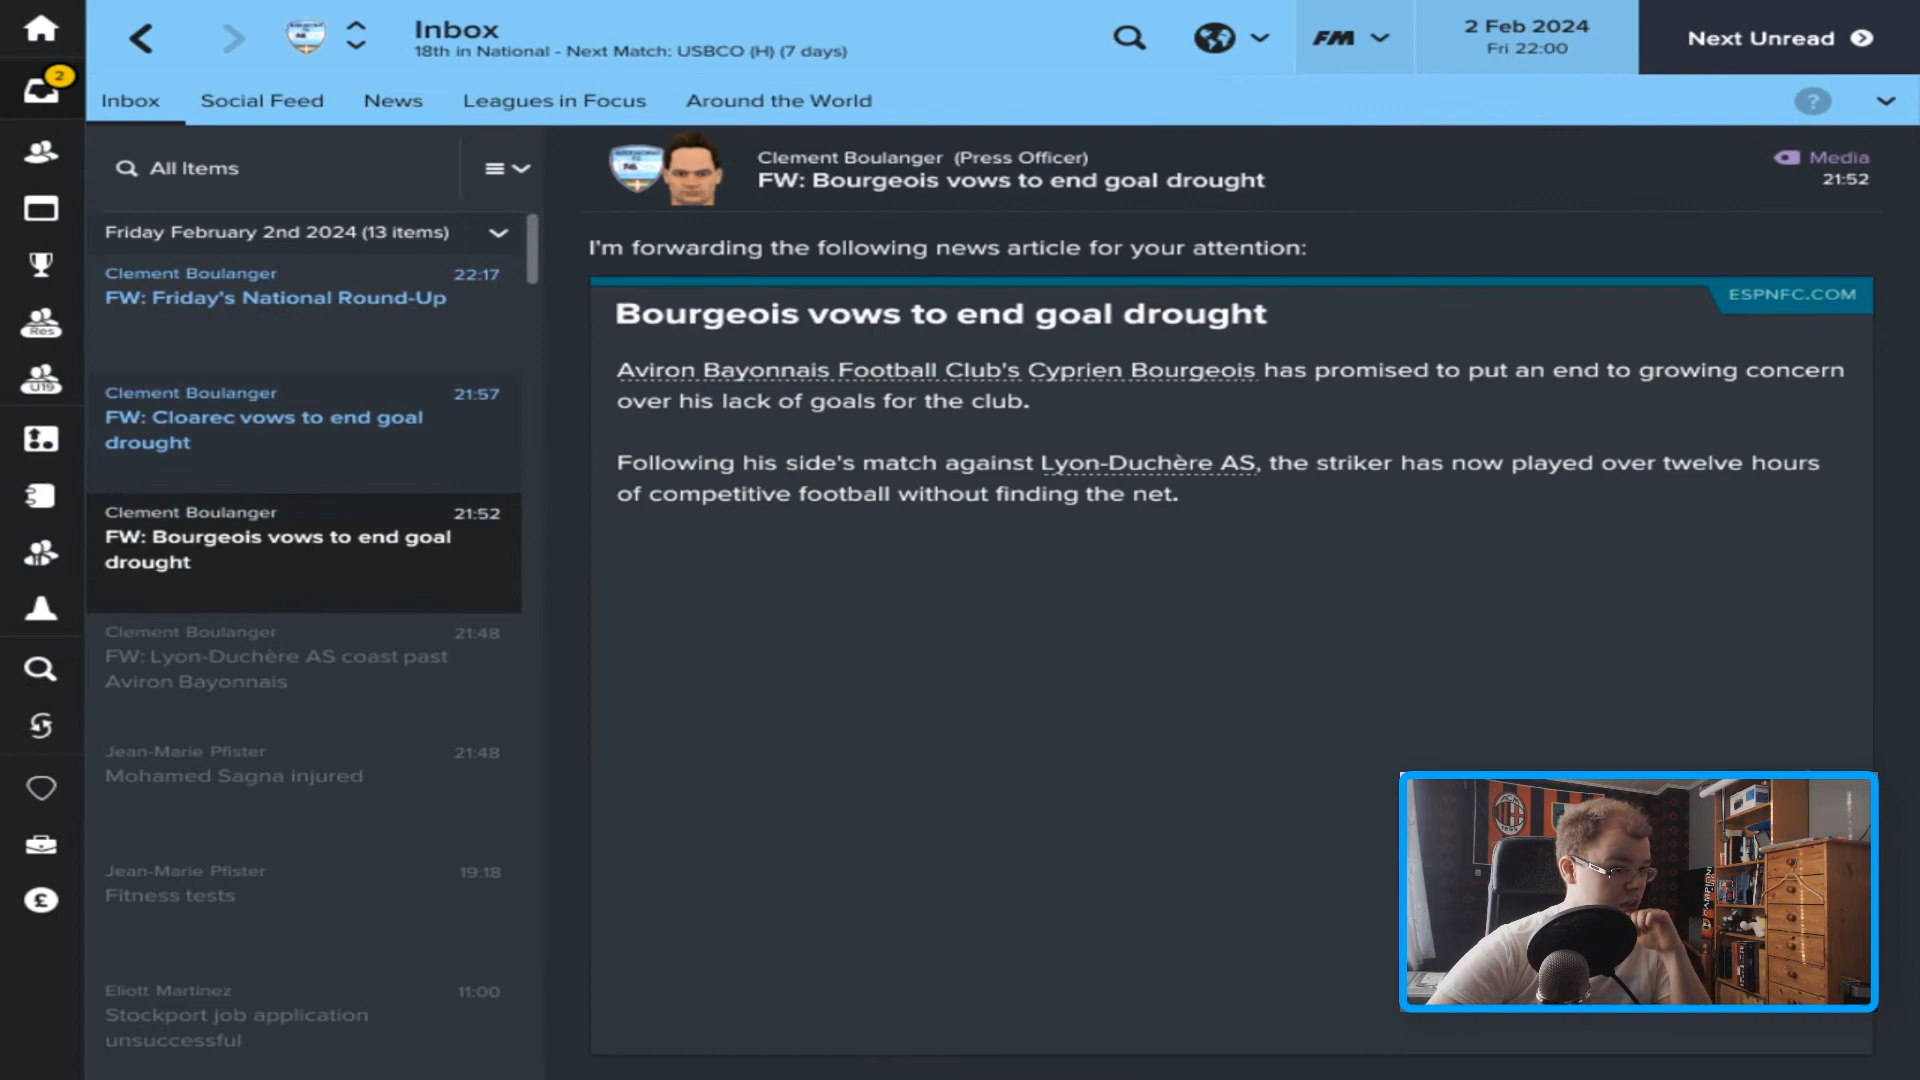 Inbox
18th in National - Next Match: USBCO (H) (7 days)
FM
2 Feb 2024
Fri 22:00
Next Unread
2
Inbox
Social Feed
News
Leagues in Focus
Around the World
?
All Items
Friday February 2nd 2024 (13 items)
Clement Boulanger 22:17
FW: Friday's National Round-Up
Clement Boulanger 21:57
FW: Cloarec vows to end goal
drought
Clement Boulanger 21:52
FW: Bourgeois vows to end goal
drought
Clement Boulanger 21:48
FW: Lyon-Duchère AS coast past
Aviron Bayonnais
Jean-Marie Pfister 21:48
Mohamed Sagna injured
Jean-Marie Pfister 19:18
Fitness tests
Eliott Martinez 11:00
Stockport job application
unsuccessful
Res
U19
Clement Boulanger (Press Officer)
FW: Bourgeois vows to end goal drought
Media
21:52
I'm forwarding the following news article for your attention:
ESPNFC.COM
Bourgeois vows to end goal drought
Aviron Bayonnais Football Club's Cyprien Bourgeois has promised to put an end to growing concern
over his lack of goals for the club.
Following his side's match against Lyon-Duchère AS, the striker has now played over twelve hours
of competitive football without finding the net.
ACM
1899
CAMPIONI